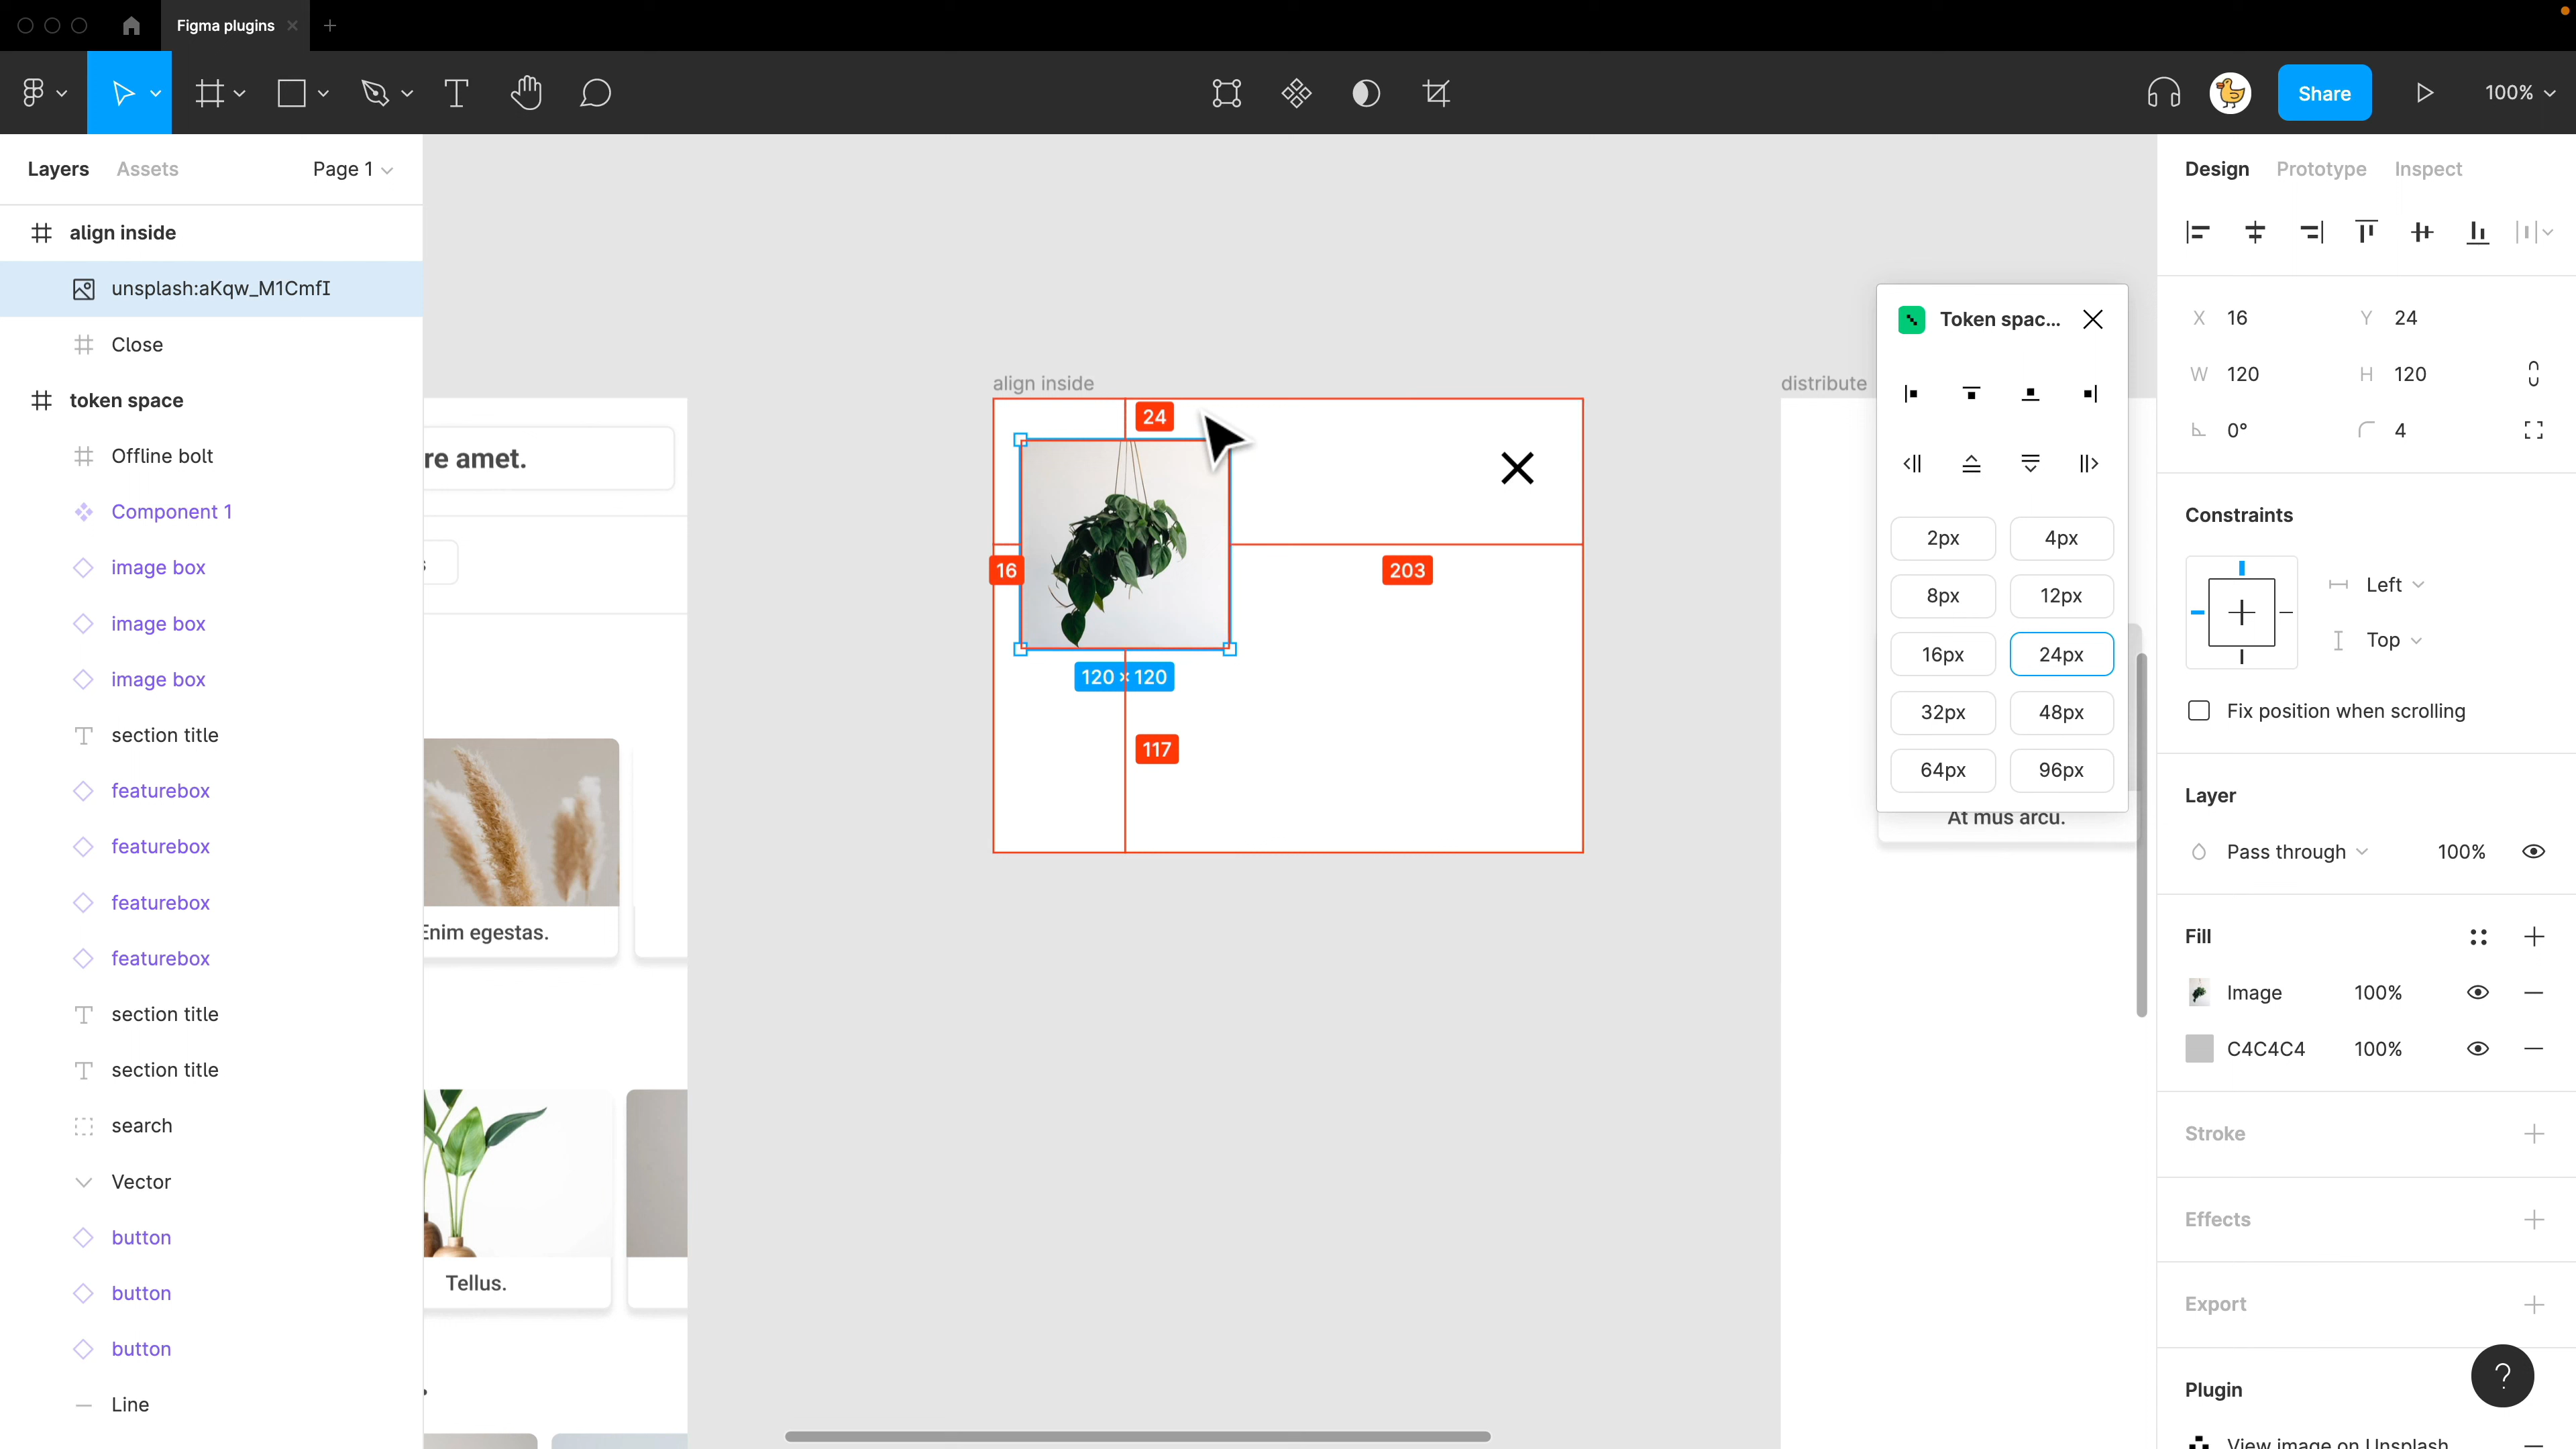 Figma plugins
Share
100%
Layers
Assets
Page 1
align inside
unsplash:aKqw_M1CmfI
Close
token space
Offline bolt
Component 1
image box
image box
image box
section title
featurebox
featurebox
featurebox
featurebox
section title
section title
search
Vector
button
button
button
Line
re amet.
Enim egestas.
Tellus.
align inside
24
16
203
120 × 120
117
distribute
At mus arcu.
Token spac...
2px
4px
8px
12px
16px
24px
32px
48px
64px
96px
Design
Prototype
Inspect
X 16
Y 24
W 120
H 120
0°
4
Constraints
Left
Top
Fix position when scrolling
Layer
Pass through
100%
Fill
Image
100%
C4C4C4
100%
Stroke
Effects
Export
?
Plugin
View image on Unsplash